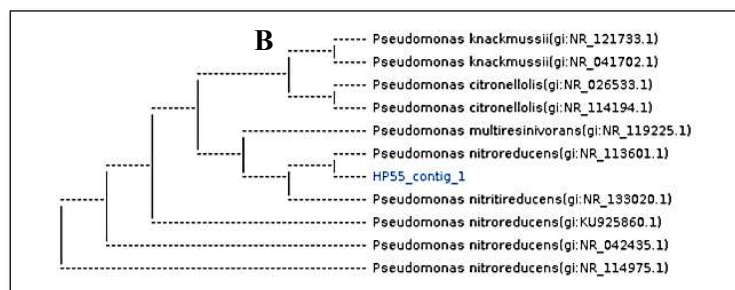 B
Pseudomonas knackmussii(gi:NR_121733.1)
Pseudomonas knackmussii(gi:NR_041702.1)
Pseudomonas citronellolis(gi:NR_026533.1)
Pseudomonas citronellolis(gi:NR_114194.1)
Pseudomonas multiresinivorans(gi:NR_119225.1)
Pseudomonas nitroreducens(gi:NR_113601.1)
HP55_contig_1
Pseudomonas nitritireducens(gi:NR_133020.1)
Pseudomonas nitroreducens(gi:KU925860.1)
Pseudomonas nitroreducens(gi:NR_042435.1)
Pseudomonas nitroreducens(gi:NR_114975.1)